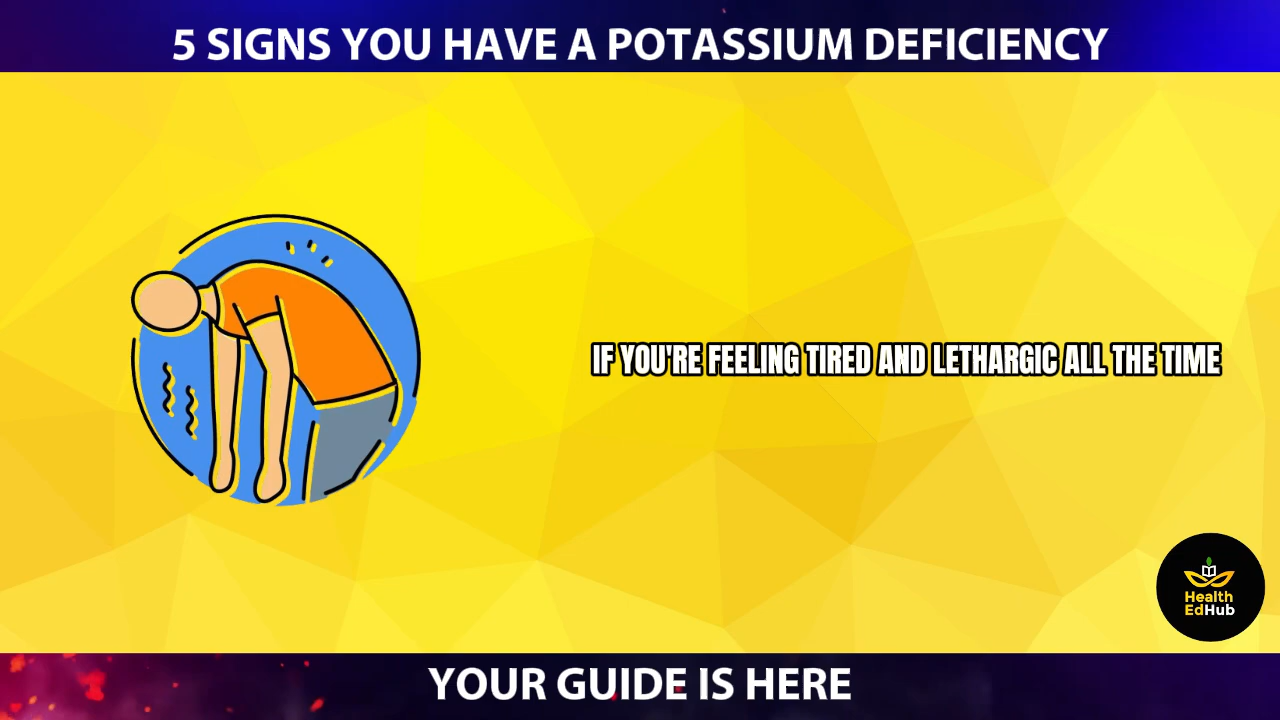 5 SIGNS YOU HAVE A POTASSIUM DEFICIENCY
IF YOU'RE FEELING TIRED AND LETHARGIC ALL THE TIME
Health
EdHub
YOUR GUIDE IS HERE